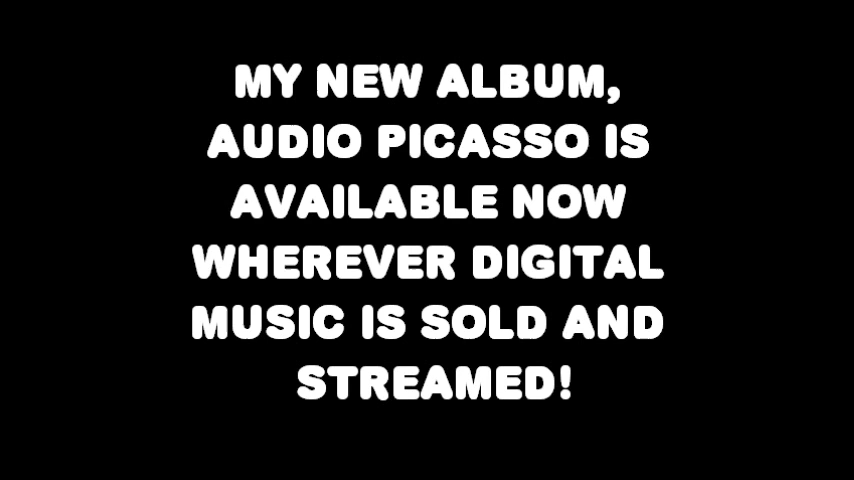 MY NEW ALBUM,
AUDIO PICASSO IS
AVAILABLE NOW
WHEREVER DIGITAL
MUSIC IS SOLD AND
STREAMED!